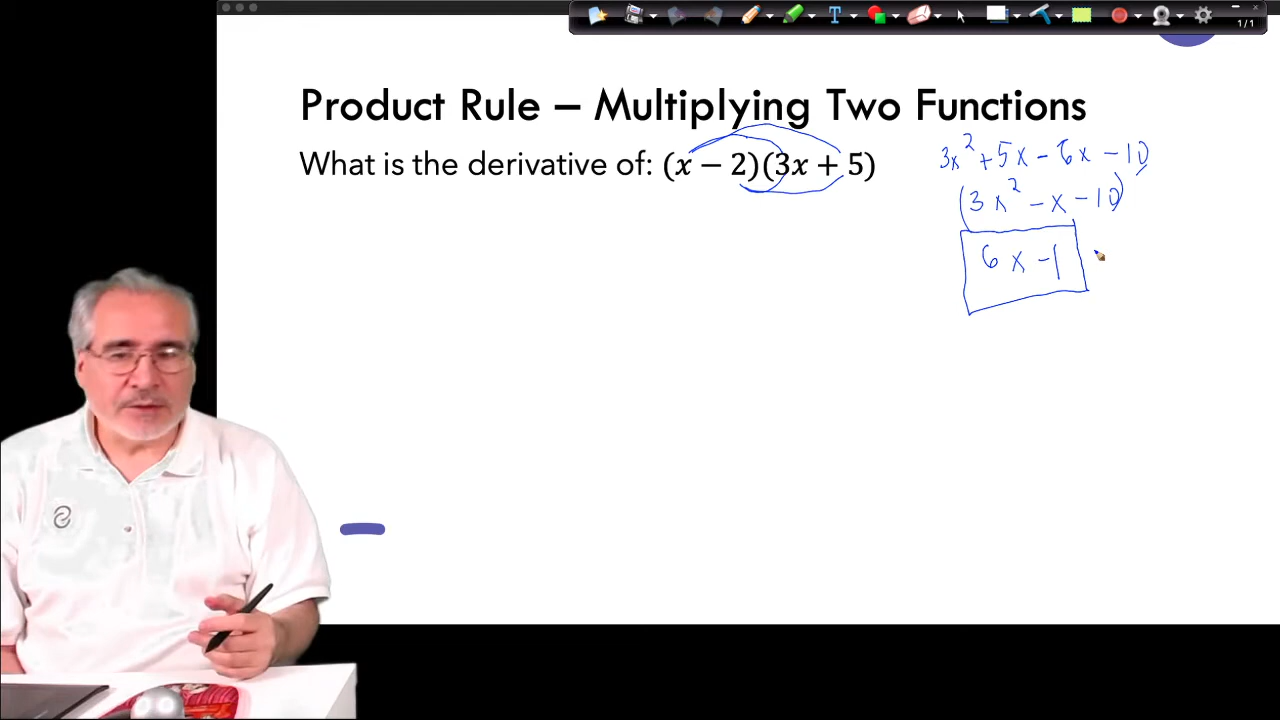 1/1
Product Rule – Multiplying Two Functions
What is the derivative of: (x − 2)(3x + 5)
3x² + 5x − 6x − 10
(3x² − x − 10)
6x − 1